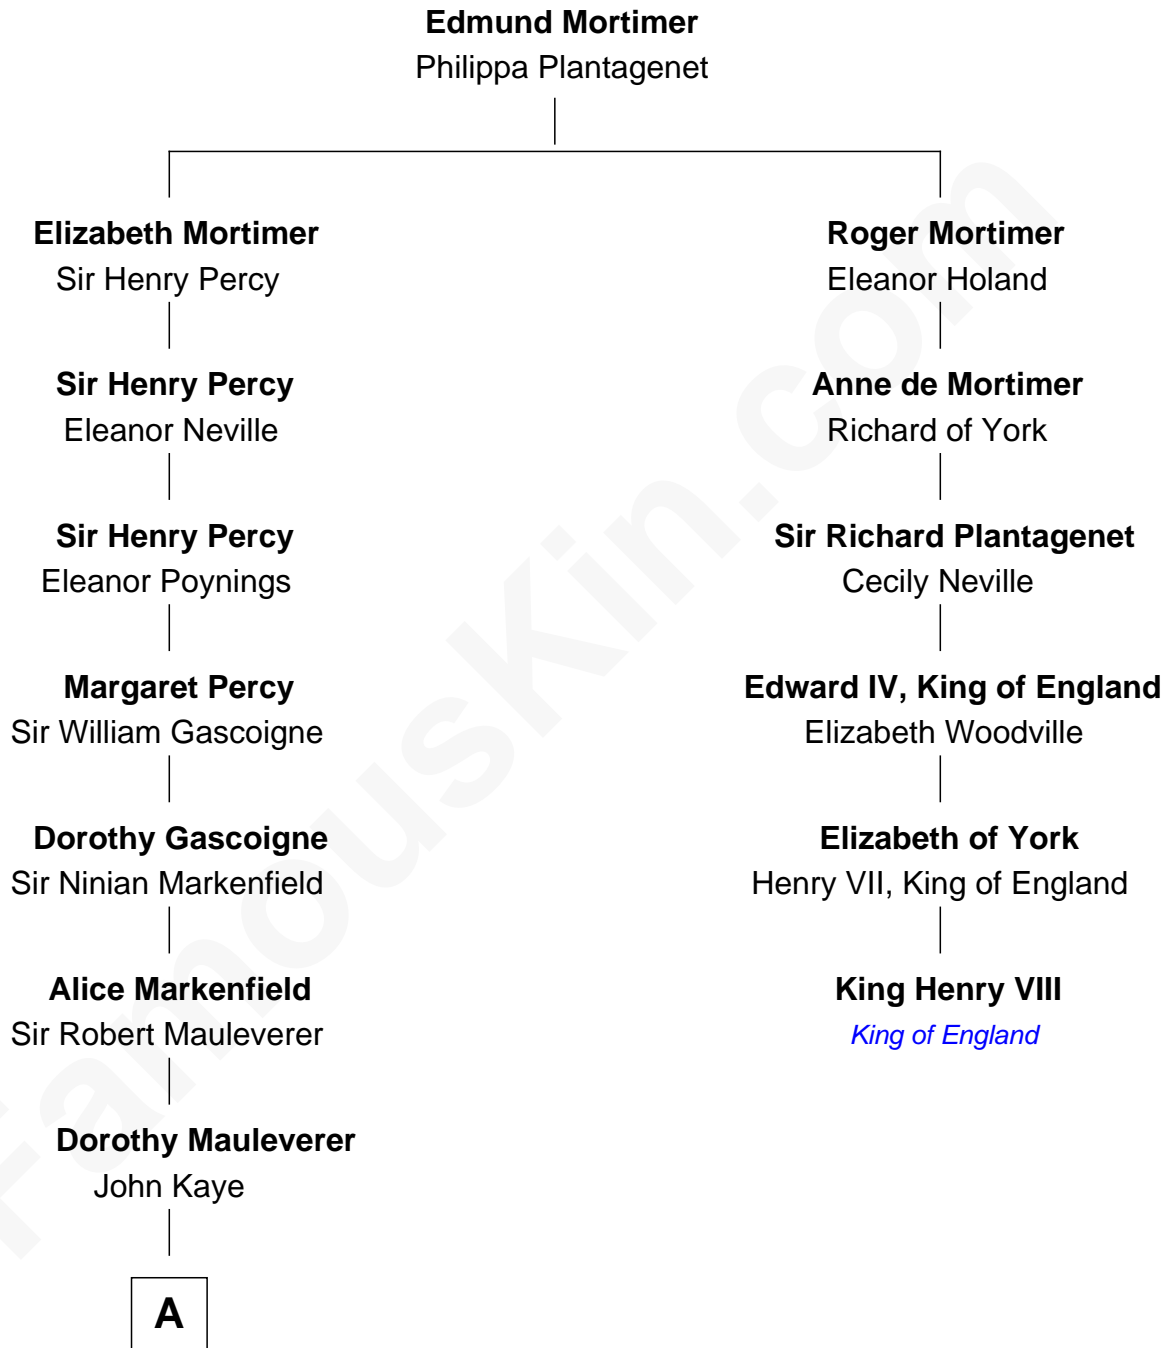 Edmund Mortimer
Philippa Plantagenet
Elizabeth Mortimer
Sir Henry Percy
Roger Mortimer
Eleanor Holand
Sir Henry Percy
Eleanor Neville
Anne de Mortimer
Richard of York
Sir Henry Percy
Eleanor Poynings
Sir Richard Plantagenet
Cecily Neville
Margaret Percy
Sir William Gascoigne
Edward IV, King of England
Elizabeth Woodville
Dorothy Gascoigne
Sir Ninian Markenfield
Elizabeth of York
Henry VII, King of England
Alice Markenfield
Sir Robert Mauleverer
King Henry VIII
King of England
Dorothy Mauleverer
John Kaye
A
FamousKin.com